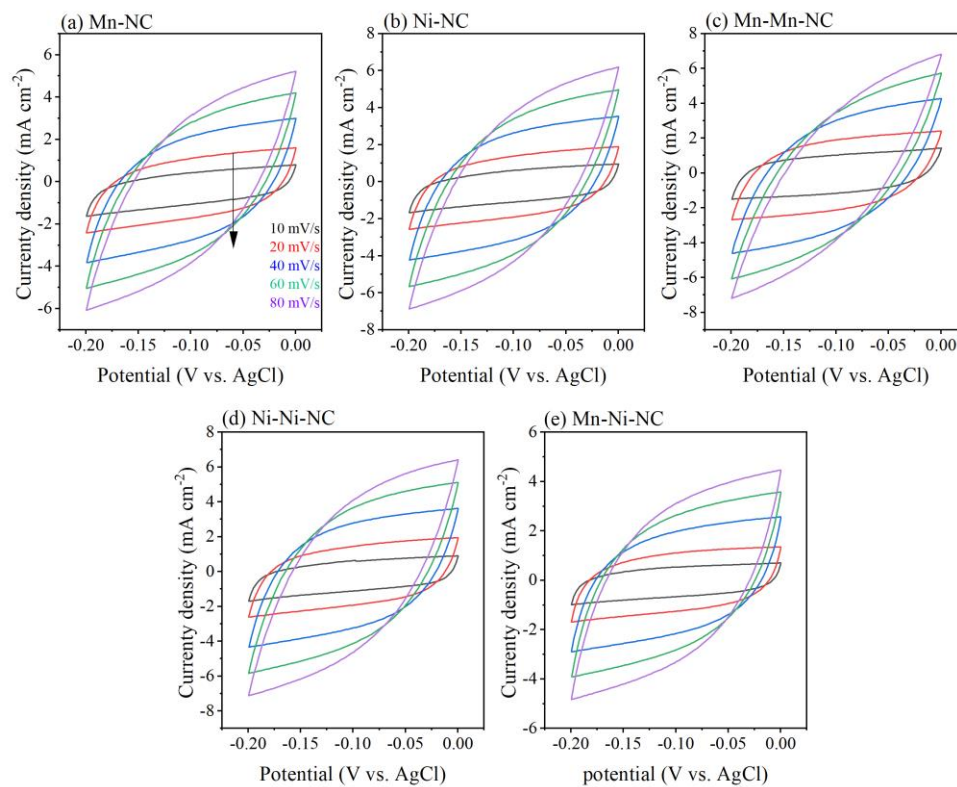 (a) Mn-NC
(b) Ni-NC
(c) Mn-Mn-NC
Currenty density (mA cm-2)
6
4
2
0
-2
-4
-6
10 mV/s
20 mV/s
40 mV/s
60 mV/s
80 mV/s
-0.20 -0.15 -0.10 -0.05 0.00
Potential (V vs. AgCl)
Currenty density (mA cm-2)
8
6
4
2
0
-2
-4
-6
-8
-0.20 -0.15 -0.10 -0.05 0.00
Potential (V vs. AgCl)
Currenty density (mA cm-2)
8
6
4
2
0
-2
-4
-6
-8
-0.20 -0.15 -0.10 -0.05 0.00
Potential (V vs. AgCl)
(d) Ni-Ni-NC
(e) Mn-Ni-NC
Currenty density (mA cm-2)
8
6
4
2
0
-2
-4
-6
-8
-0.20 -0.15 -0.10 -0.05 0.00
Potential (V vs. AgCl)
Currenty density (mA cm-2)
6
4
2
0
-2
-4
-6
-0.20 -0.15 -0.10 -0.05 0.00
potential (V vs. AgCl)